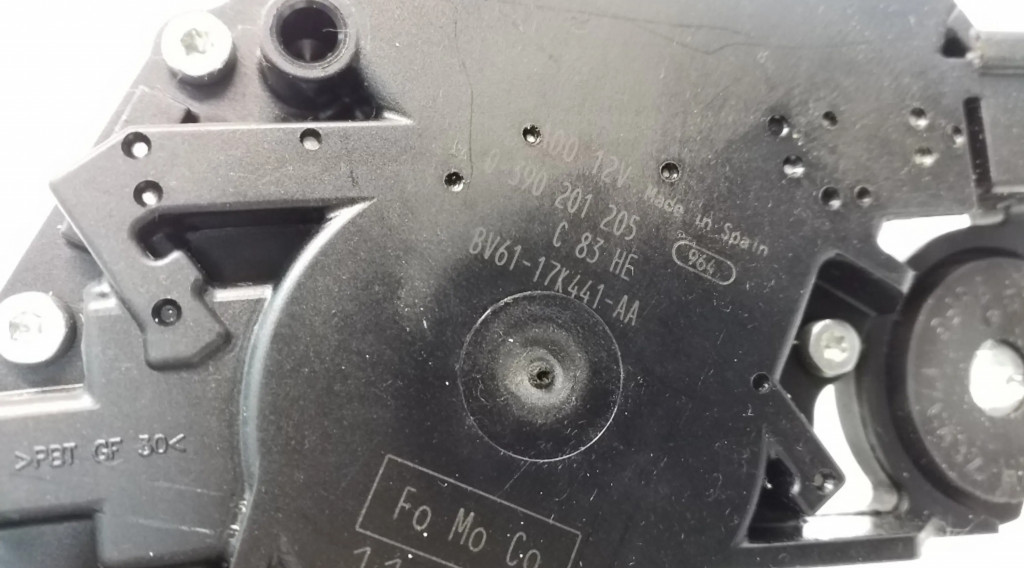 12V
Made in Spain
0 390 201 205
964
C 83 HE
BV61-17K441-AA
>PBT GF 30<
Fo Mo Co